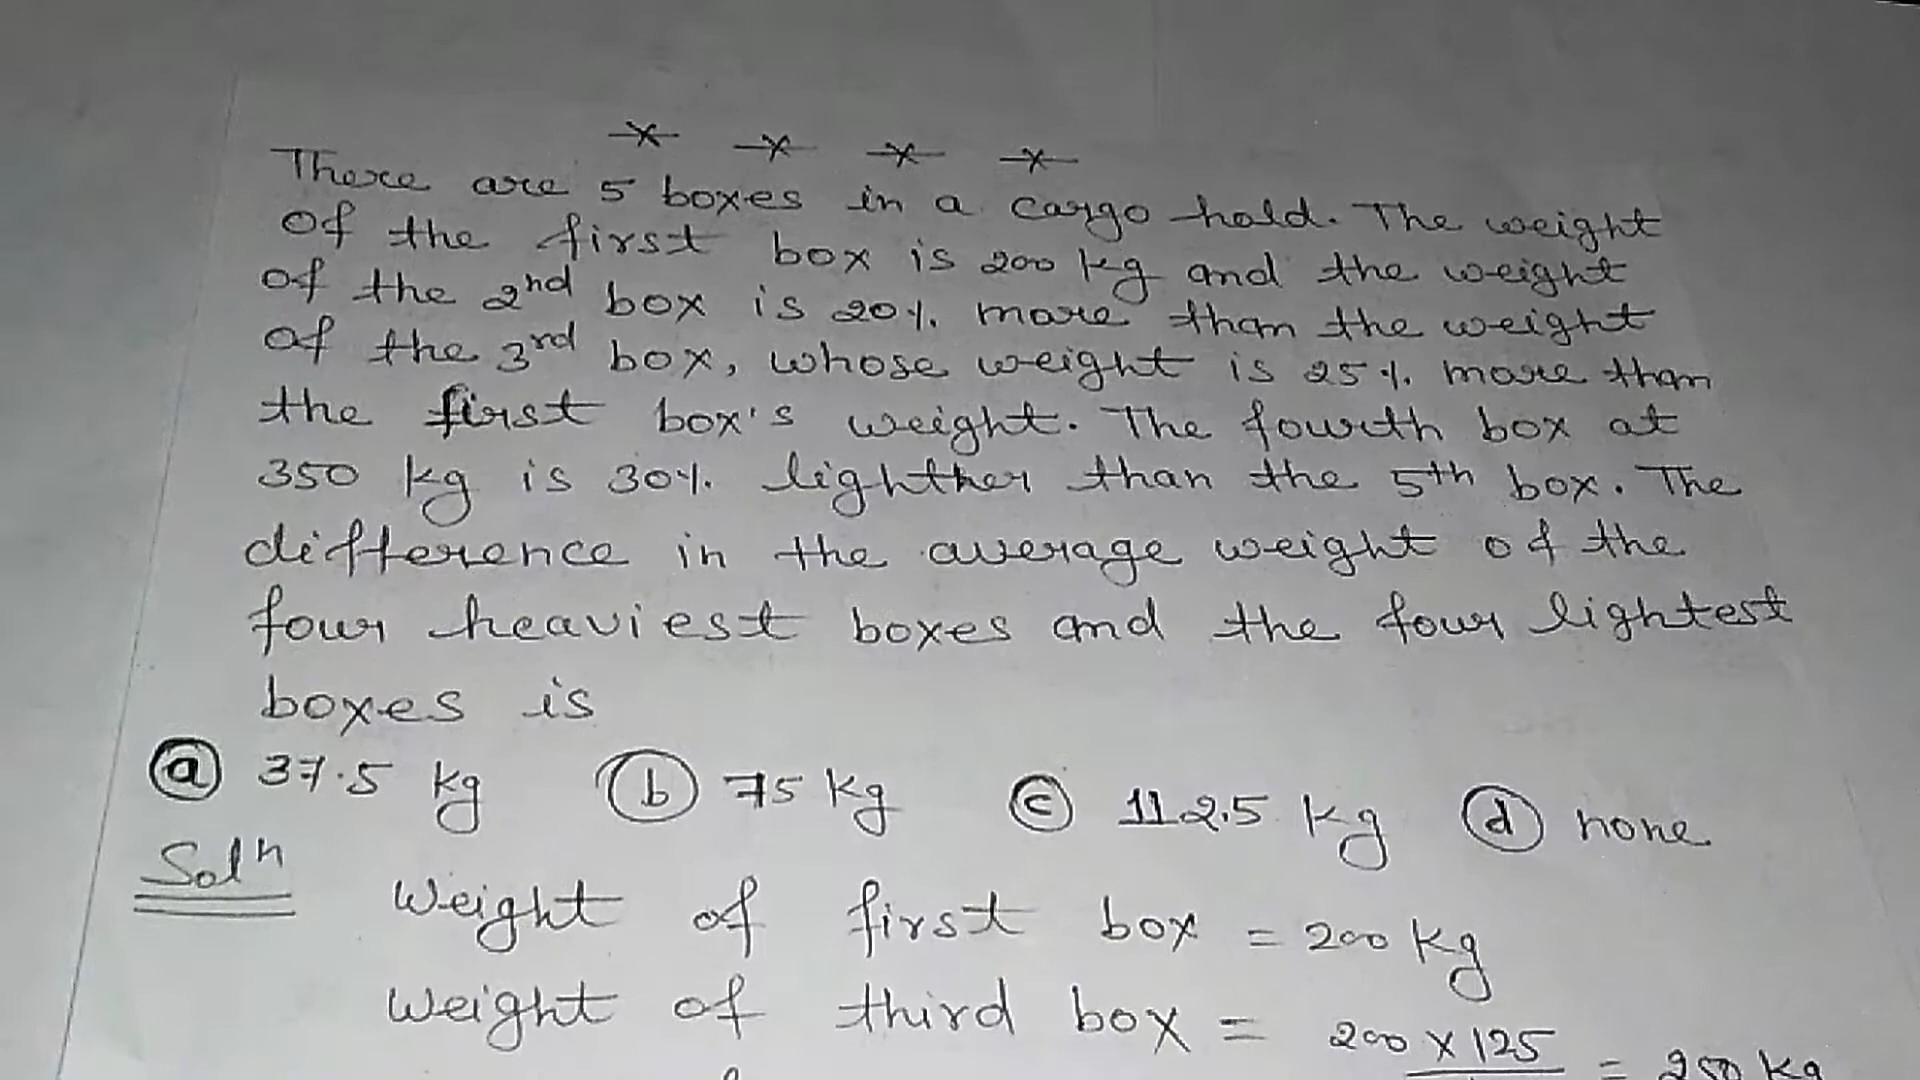 There are 5 boxes in a cargo hold. The weight
of the first box is 200 kg and the weight
of the 2nd box is 20% more than the weight
of the 3rd box, whose weight is 25% more than
the first box's weight. The fourth box at
350 kg is 30% lighther than the 5th box. The
difference in the average weight of the
four heaviest boxes and the four lightest
boxes is
(a) 37.5 kg (b) 75 kg (c) 112.5 kg (d) none
Solⁿ
Weight of first box = 200 kg
Weight of third box = 200 x 125 = 250 kg